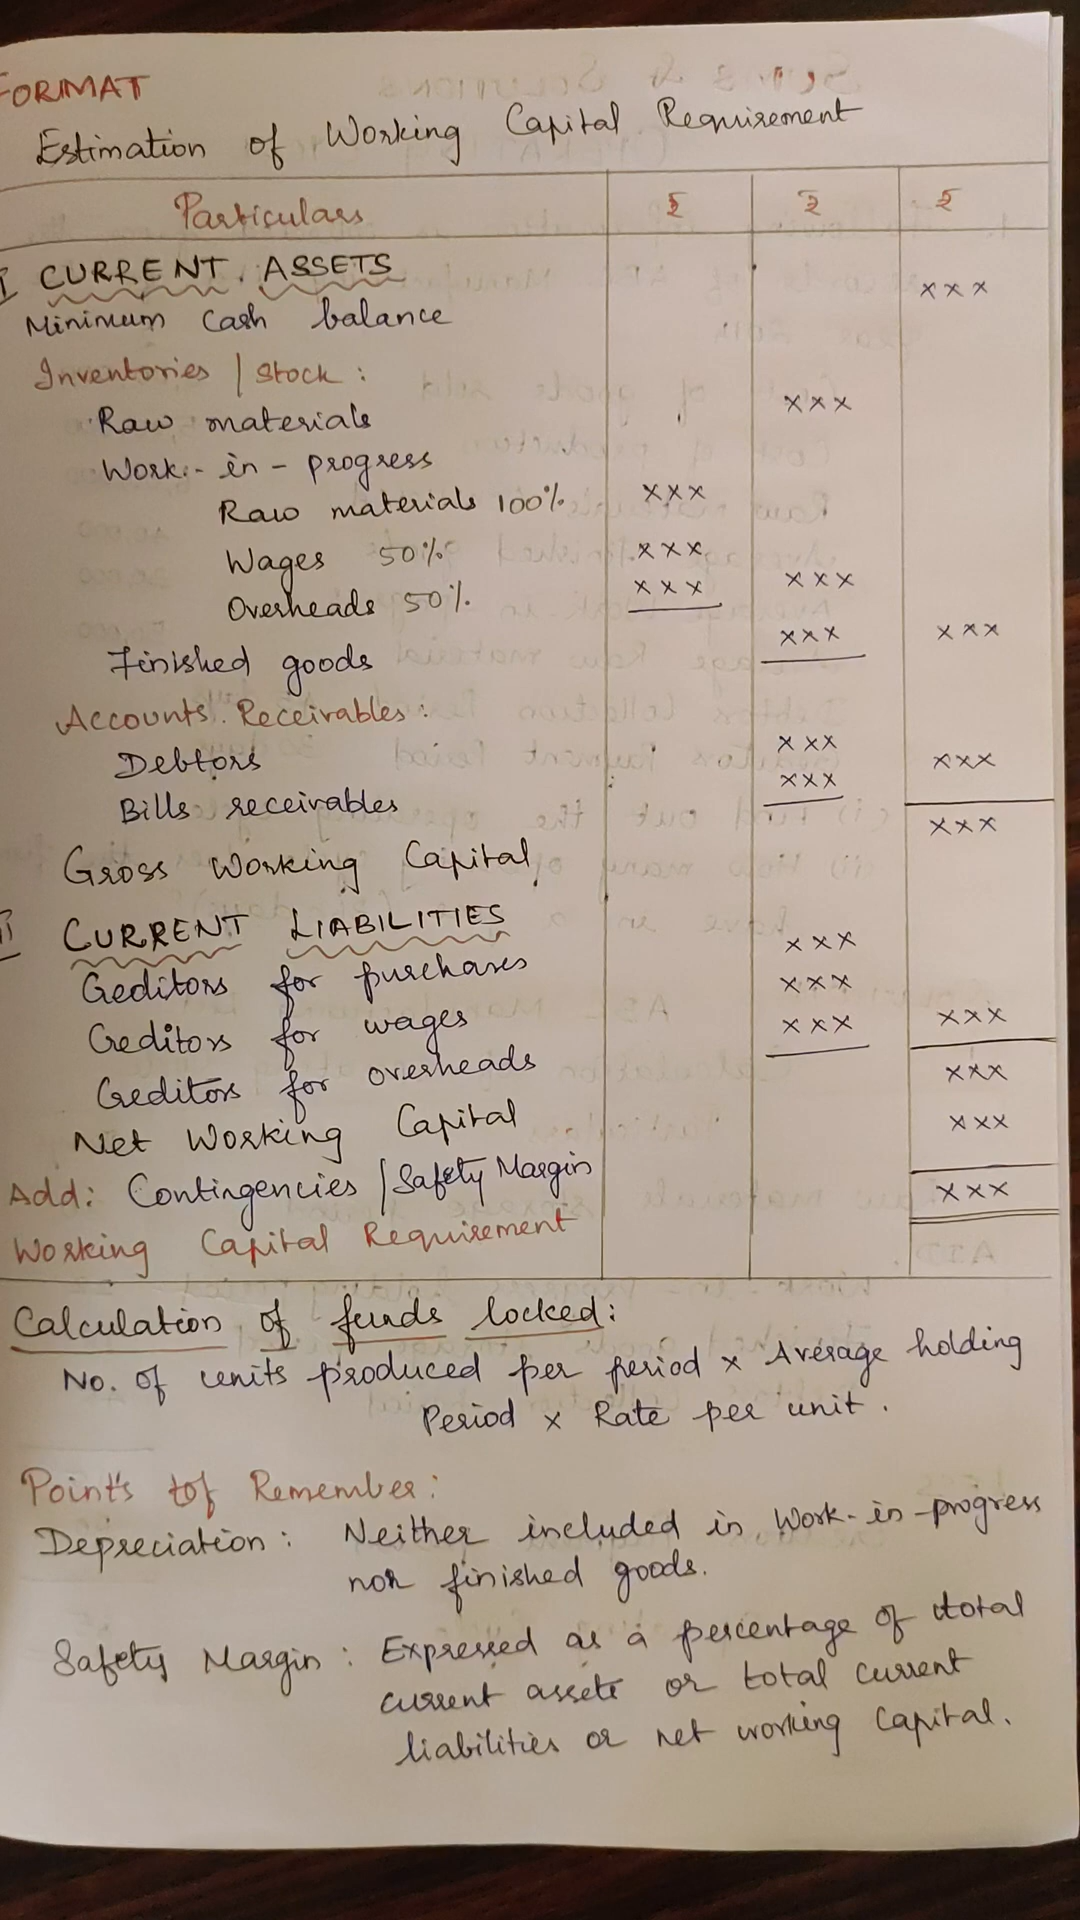 FORMAT
Estimation of Working Capital Requirement
Particulars ₹ ₹ ₹
I CURRENT ASSETS
Minimum cash balance xxx
Inventories / Stock :
Raw materials xxx
Work-in-progress
Raw materials 100% xxx
Wages 50% xxx
Overheads 50% xxx xxx
Finished goods xxx xxx
Accounts Receivables :
Debtors xxx
Bills receivables xxx xxx
Gross Working Capital xxx
II CURRENT LIABILITIES
Creditors for purchases xxx
Creditors for wages xxx
Creditors for overheads xxx xxx
Net Working Capital xxx
Add: Contingencies / Safety Margin xxx
Working Capital Requirement xxx
Calculation of funds locked:
No. of units produced per period x Average holding
Period x Rate per unit.
Points to Remember:
Depreciation : Neither included in Work-in-progress
nor finished goods.
Safety Margin : Expressed as a percentage of total
current assets or total current
liabilities or net working capital.